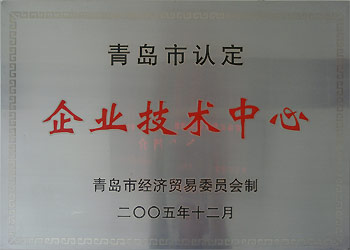 青岛市认定
企业技术中心
青岛市经济贸易委员会制
二〇〇五年十二月